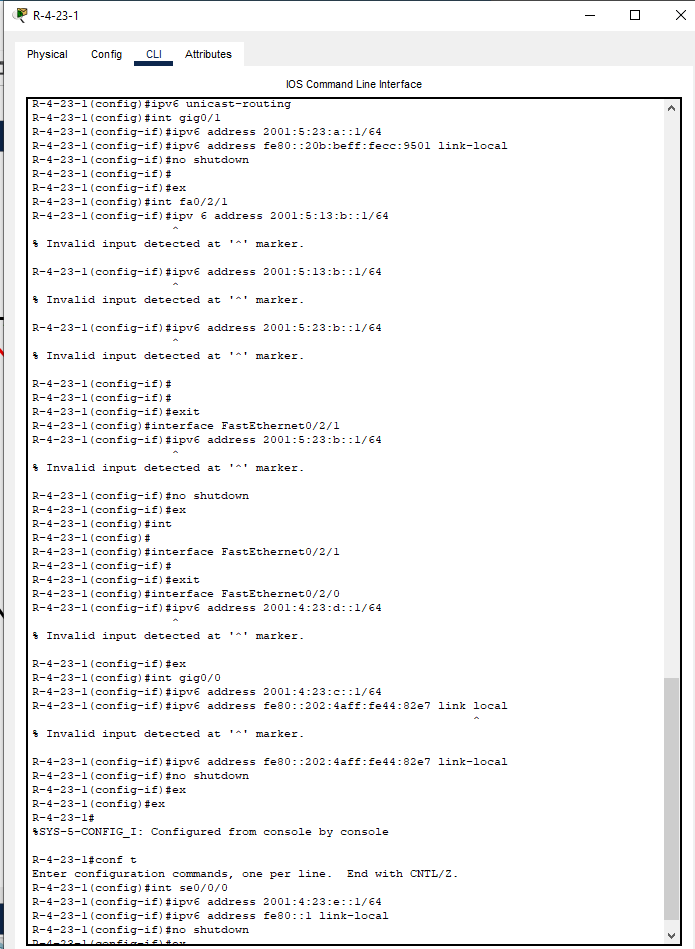 R-4-23-1
Physical Config CLI Attributes
IOS Command Line Interface
R-4-23-1(config)#ipv6 unicast-routing
R-4-23-1(config)#int gig0/1
R-4-23-1(config-if)#ipv6 address 2001:5:23:a::1/64
R-4-23-1(config-if)#ipv6 address fe80::20b:beff:fecc:9501 link-local
R-4-23-1(config-if)#no shutdown
R-4-23-1(config-if)#
R-4-23-1(config-if)#ex
R-4-23-1(config)#int fa0/2/1
R-4-23-1(config-if)#ipv 6 address 2001:5:13:b::1/64
^
% Invalid input detected at '^' marker.
R-4-23-1(config-if)#ipv6 address 2001:5:13:b::1/64
^
% Invalid input detected at '^' marker.
R-4-23-1(config-if)#ipv6 address 2001:5:23:b::1/64
^
% Invalid input detected at '^' marker.
R-4-23-1(config-if)#
R-4-23-1(config-if)#
R-4-23-1(config-if)#exit
R-4-23-1(config)#interface FastEthernet0/2/1
R-4-23-1(config-if)#ipv6 address 2001:5:23:b::1/64
^
% Invalid input detected at '^' marker.
R-4-23-1(config-if)#no shutdown
R-4-23-1(config-if)#ex
R-4-23-1(config)#int
R-4-23-1(config)#
R-4-23-1(config)#interface FastEthernet0/2/1
R-4-23-1(config-if)#
R-4-23-1(config-if)#exit
R-4-23-1(config)#interface FastEthernet0/2/0
R-4-23-1(config-if)#ipv6 address 2001:4:23:d::1/64
^
% Invalid input detected at '^' marker.
R-4-23-1(config-if)#ex
R-4-23-1(config)#int gig0/0
R-4-23-1(config-if)#ipv6 address 2001:4:23:c::1/64
R-4-23-1(config-if)#ipv6 address fe80::202:4aff:fe44:82e7 link local
^
% Invalid input detected at '^' marker.
R-4-23-1(config-if)#ipv6 address fe80::202:4aff:fe44:82e7 link-local
R-4-23-1(config-if)#no shutdown
R-4-23-1(config-if)#ex
R-4-23-1(config)#ex
R-4-23-1#
%SYS-5-CONFIG_I: Configured from console by console
R-4-23-1#conf t
Enter configuration commands, one per line. End with CNTL/Z.
R-4-23-1(config)#int se0/0/0
R-4-23-1(config-if)#ipv6 address 2001:4:23:e::1/64
R-4-23-1(config-if)#ipv6 address fe80::1 link-local
R-4-23-1(config-if)#no shutdown
R-4-23-1(config-if)#ex